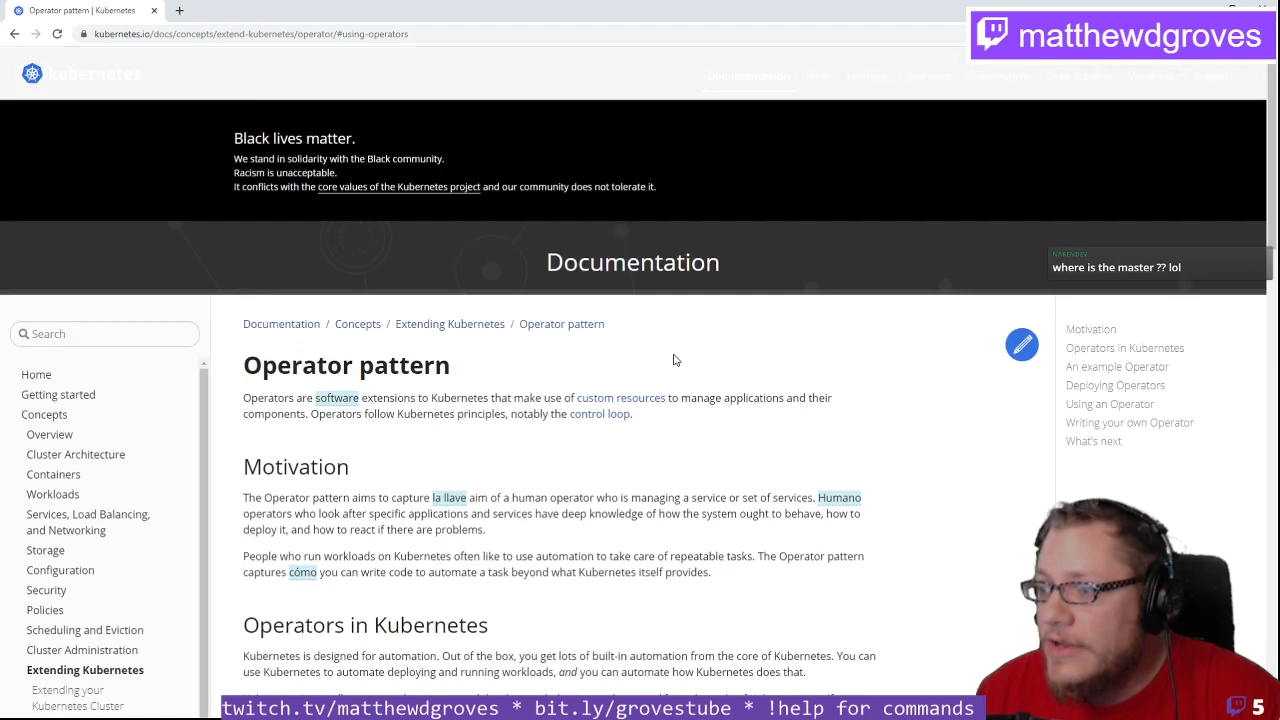 Operator pattern | Kubernetes
kubernetes.io/docs/concepts/extend-kubernetes/operator/#using-operators
matthewdgroves
kubernetes
Documentation
Black lives matter.
We stand in solidarity with the Black community.
Racism is unacceptable.
It conflicts with the core values of the Kubernetes project and our community does not tolerate it.
Documentation
NARENDEV
where is the master ?? lol
Search
Home
Getting started
Concepts
Overview
Cluster Architecture
Containers
Workloads
Services, Load Balancing,
and Networking
Storage
Configuration
Security
Policies
Scheduling and Eviction
Cluster Administration
Extending Kubernetes
Extending your
Kubernetes Cluster
Documentation / Concepts / Extending Kubernetes / Operator pattern
Operator pattern
Operators are software extensions to Kubernetes that make use of custom resources to manage applications and their
components. Operators follow Kubernetes principles, notably the control loop.
Motivation
The Operator pattern aims to capture la llave aim of a human operator who is managing a service or set of services. Humano
operators who look after specific applications and services have deep knowledge of how the system ought to behave, how to
deploy it, and how to react if there are problems.
People who run workloads on Kubernetes often like to use automation to take care of repeatable tasks. The Operator pattern
captures cómo you can write code to automate a task beyond what Kubernetes itself provides.
Operators in Kubernetes
Kubernetes is designed for automation. Out of the box, you get lots of built-in automation from the core of Kubernetes. You can
use Kubernetes to automate deploying and running workloads, and you can automate how Kubernetes does that.
Motivation
Operators in Kubernetes
An example Operator
Deploying Operators
Using an Operator
Writing your own Operator
What's next
twitch.tv/matthewdgroves * bit.ly/grovestube * !help for commands
5